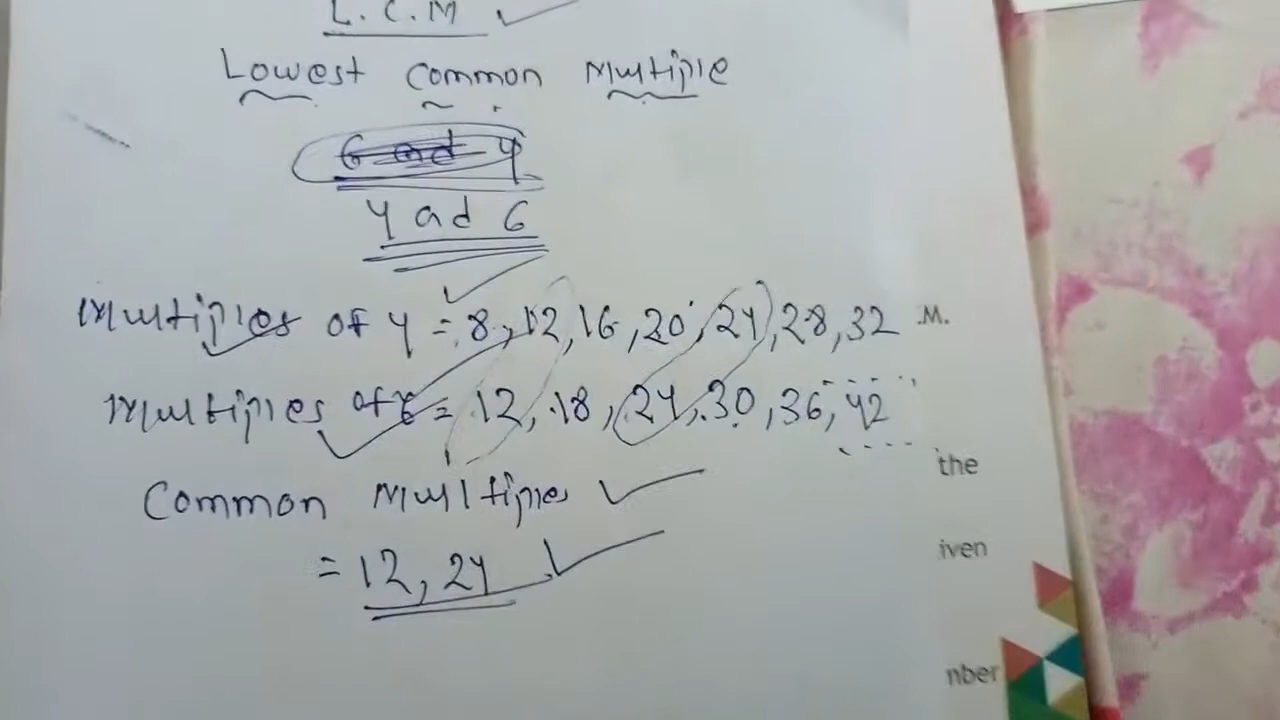 L.C.M
Lowest common Multiple
6 and 4
4 ad 6
Multiples of 4 = 8, 12, 16, 20, 24, 28, 32
M.
Multiples of 6 = 12, 18, 24, 30, 36, 42
the
Common Multiples
iven
= 12, 24
nber